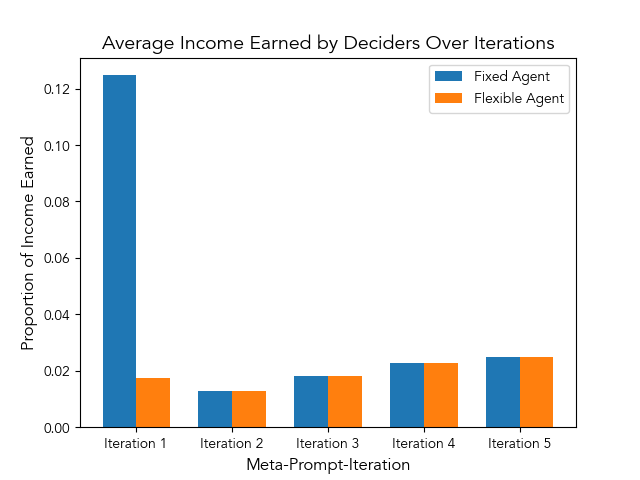 Average Income Earned by Deciders Over Iterations
Fixed Agent
Flexible Agent
Proportion of Income Earned
0.12
0.10
0.08
0.06
0.04
0.02
0.00
Iteration 1
Iteration 2
Iteration 3
Iteration 4
Iteration 5
Meta-Prompt-Iteration